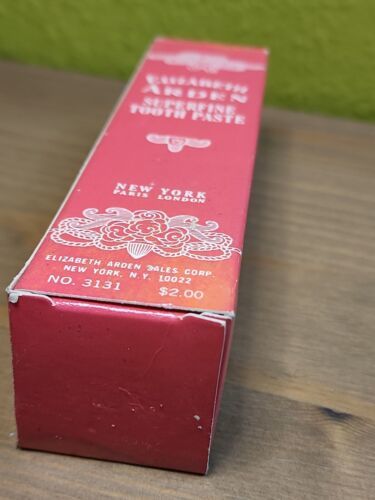 ELIZABETH
ARDEN
SUPERFINE
TOOTH PASTE
NEW YORK
PARIS LONDON
ELIZABETH ARDEN SALES CORP.
NEW YORK, N.Y. 10022
NO. 3131 $2.00